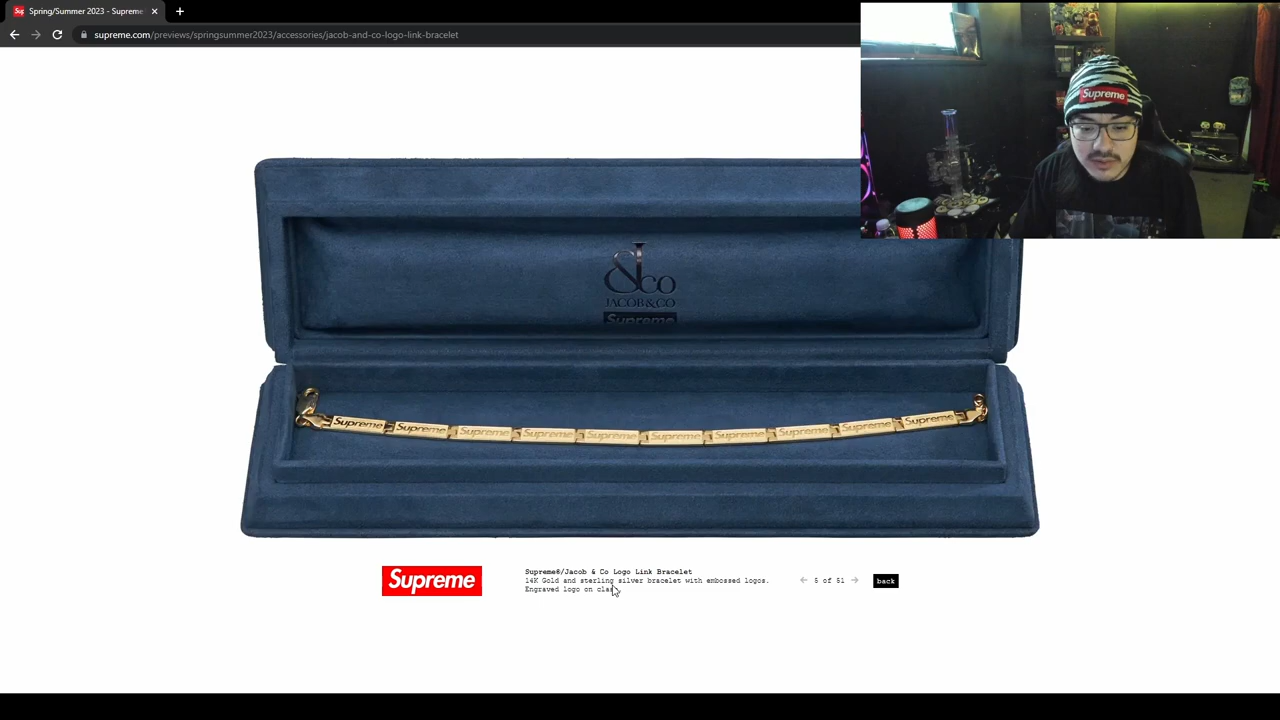 Spring/Summer 2023 - Supreme
supreme.com/previews/springsummer2023/accessories/jacob-and-co-logo-link-bracelet
Supreme
&co
JACOB&CO
Supreme
Supreme Supreme Supreme Supreme Supreme Supreme Supreme Supreme Supreme Supreme
Supreme
Supreme®/Jacob & Co Logo Link Bracelet
14K Gold and sterling silver bracelet with embossed logos.
Engraved logo on
5 of 51
back